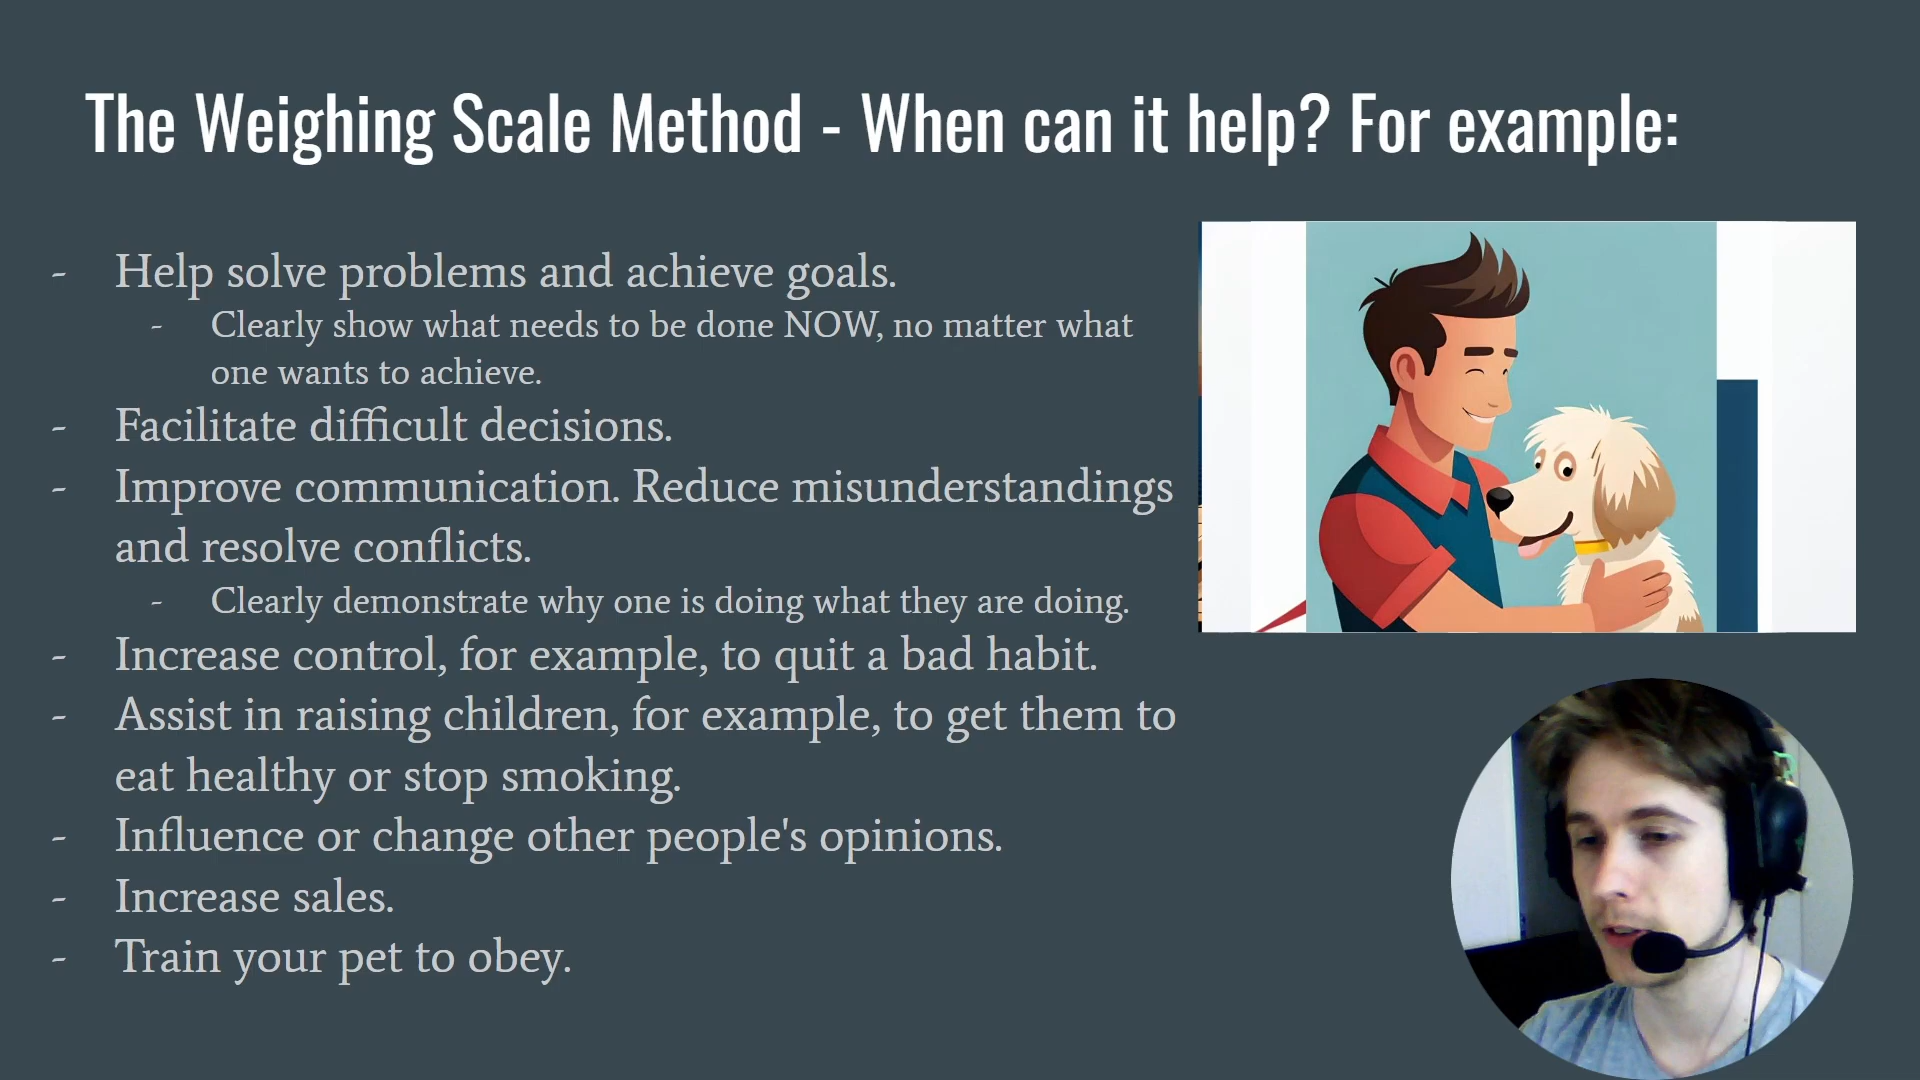 The Weighing Scale Method - When can it help? For example:
- Help solve problems and achieve goals.
- Clearly show what needs to be done NOW, no matter what
one wants to achieve.
- Facilitate difficult decisions.
- Improve communication. Reduce misunderstandings
and resolve conflicts.
- Clearly demonstrate why one is doing what they are doing.
- Increase control, for example, to quit a bad habit.
- Assist in raising children, for example, to get them to
eat healthy or stop smoking.
- Influence or change other people's opinions.
- Increase sales.
- Train your pet to obey.